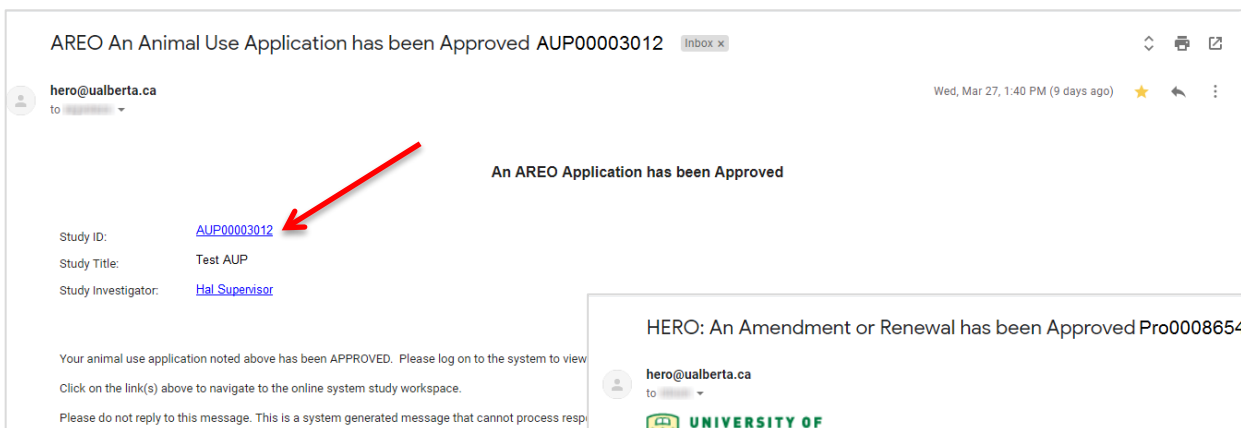 AREO An Animal Use Application has been Approved AUP00003012 Inbox x
hero@ualberta.ca
to
Wed, Mar 27, 1:40 PM (9 days ago)
An AREO Application has been Approved
Study ID: AUP00003012
Study Title: Test AUP
Study Investigator: Hal Supervisor
Your animal use application noted above has been APPROVED. Please log on to the system to view
Click on the link(s) above to navigate to the online system study workspace.
Please do not reply to this message. This is a system generated message that cannot process resp
HERO: An Amendment or Renewal has been Approved Pro0008654
hero@ualberta.ca
to
UNIVERSITY OF